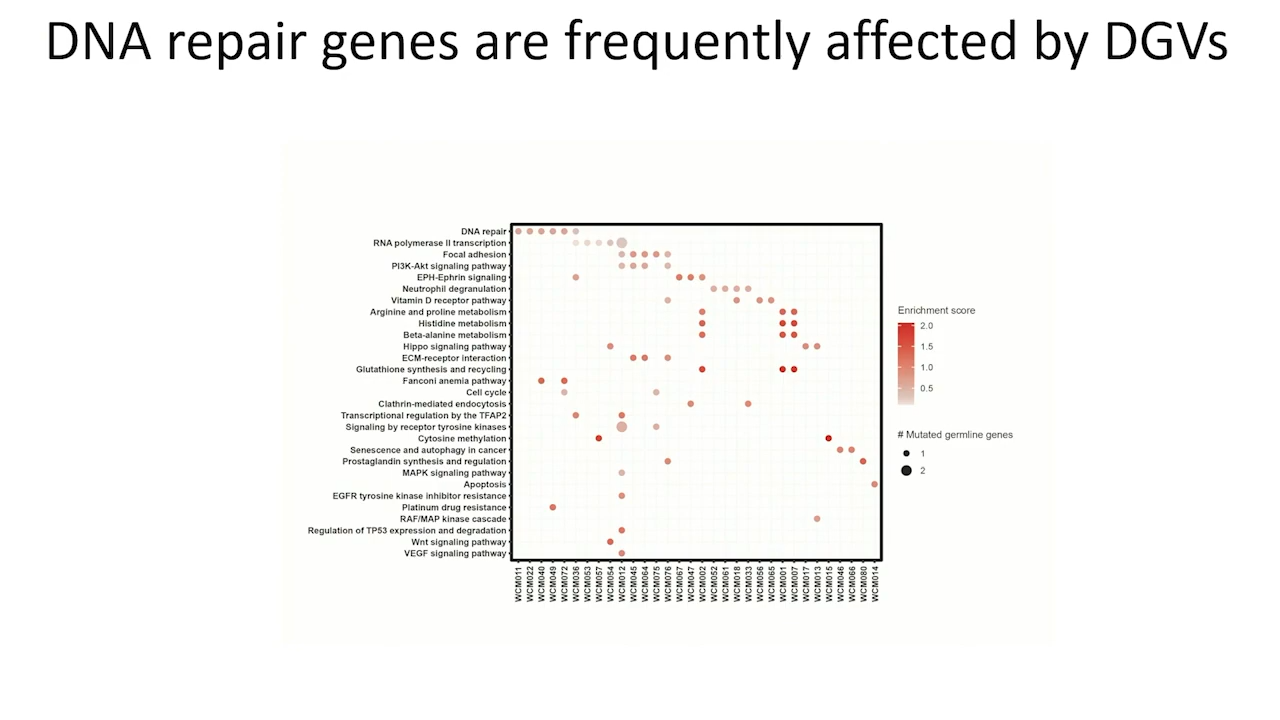 DNA repair genes are frequently affected by DGVs
DNA repair
RNA polymerase II transcription
Focal adhesion
PI3K-Akt signaling pathway
EPH-Ephrin signaling
Neutrophil degranulation
Vitamin D receptor pathway
Arginine and proline metabolism
Histidine metabolism
Beta-alanine metabolism
Hippo signaling pathway
ECM-receptor interaction
Glutathione synthesis and recycling
Fanconi anemia pathway
Cell cycle
Clathrin-mediated endocytosis
Transcriptional regulation by the TFAP2
Signaling by receptor tyrosine kinases
Cytosine methylation
Senescence and autophagy in cancer
Prostaglandin synthesis and regulation
MAPK signaling pathway
Apoptosis
EGFR tyrosine kinase inhibitor resistance
Platinum drug resistance
RAF/MAP kinase cascade
Regulation of TP53 expression and degradation
Wnt signaling pathway
VEGF signaling pathway
WCM011
WCM022
WCM040
WCM049
WCM072
WCM036
WCM053
WCM057
WCM054
WCM012
WCM045
WCM064
WCM075
WCM076
WCM067
WCM047
WCM002
WCM052
WCM061
WCM018
WCM033
WCM056
WCM065
WCM001
WCM007
WCM017
WCM013
WCM015
WCM046
WCM066
WCM080
WCM014
Enrichment score
2.0
1.5
1.0
0.5
# Mutated germline genes
1
2